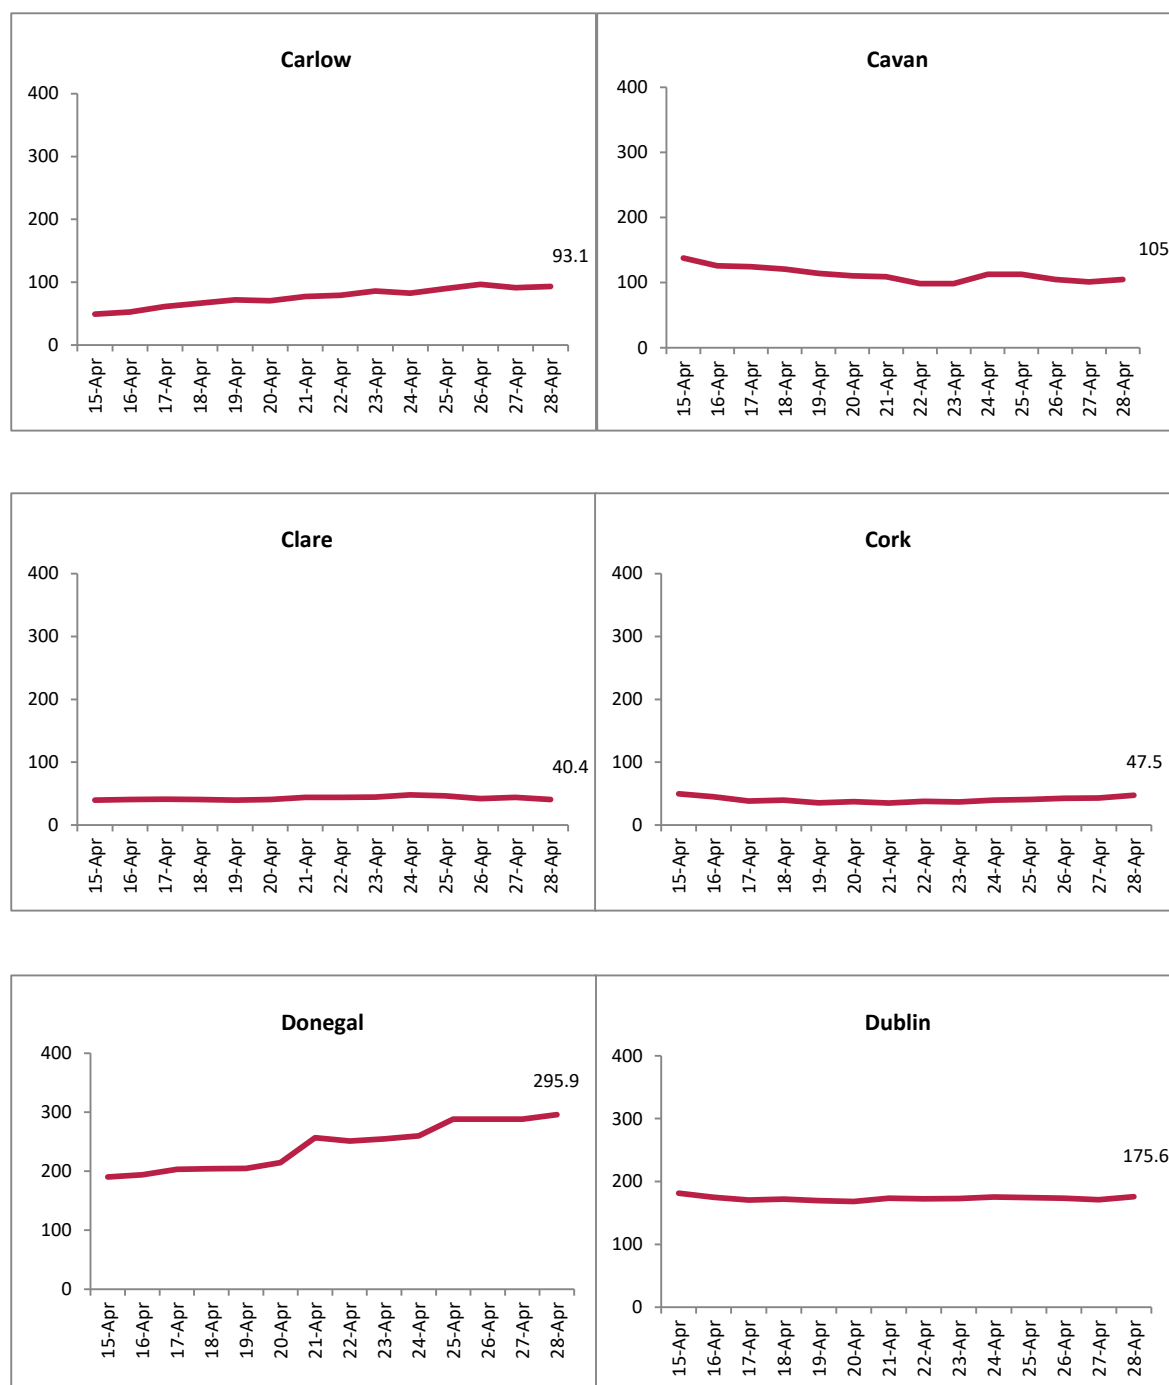 Carlow
400
300
200
100
0
93.1
15-Apr
16-Apr
17-Apr
18-Apr
19-Apr
20-Apr
21-Apr
22-Apr
23-Apr
24-Apr
25-Apr
26-Apr
27-Apr
28-Apr
Cavan
400
300
200
100
0
105
15-Apr
16-Apr
17-Apr
18-Apr
19-Apr
20-Apr
21-Apr
22-Apr
23-Apr
24-Apr
25-Apr
26-Apr
27-Apr
28-Apr
Clare
400
300
200
100
0
40.4
15-Apr
16-Apr
17-Apr
18-Apr
19-Apr
20-Apr
21-Apr
22-Apr
23-Apr
24-Apr
25-Apr
26-Apr
27-Apr
28-Apr
Cork
400
300
200
100
0
47.5
15-Apr
16-Apr
17-Apr
18-Apr
19-Apr
20-Apr
21-Apr
22-Apr
23-Apr
24-Apr
25-Apr
26-Apr
27-Apr
28-Apr
Donegal
400
300
200
100
0
295.9
15-Apr
16-Apr
17-Apr
18-Apr
19-Apr
20-Apr
21-Apr
22-Apr
23-Apr
24-Apr
25-Apr
26-Apr
27-Apr
28-Apr
Dublin
400
300
200
100
0
175.6
15-Apr
16-Apr
17-Apr
18-Apr
19-Apr
20-Apr
21-Apr
22-Apr
23-Apr
24-Apr
25-Apr
26-Apr
27-Apr
28-Apr